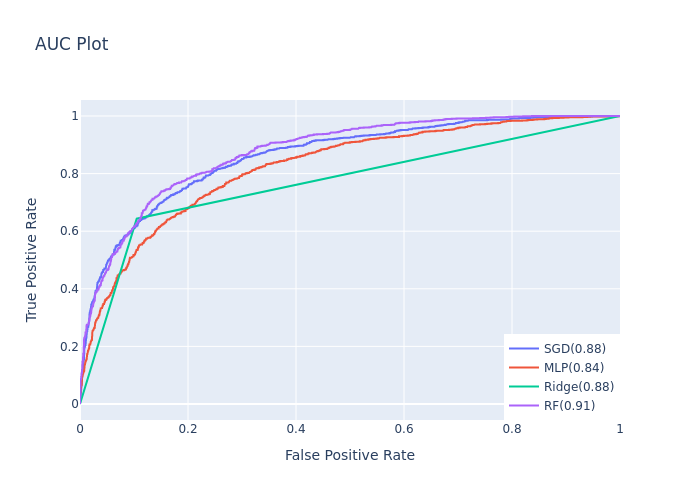 AUC Plot
True Positive Rate
1
0.8
0.6
0.4
0.2
0
0 0.2 0.4 0.6 0.8 1
False Positive Rate
SGD(0.88)
MLP(0.84)
Ridge(0.88)
RF(0.91)